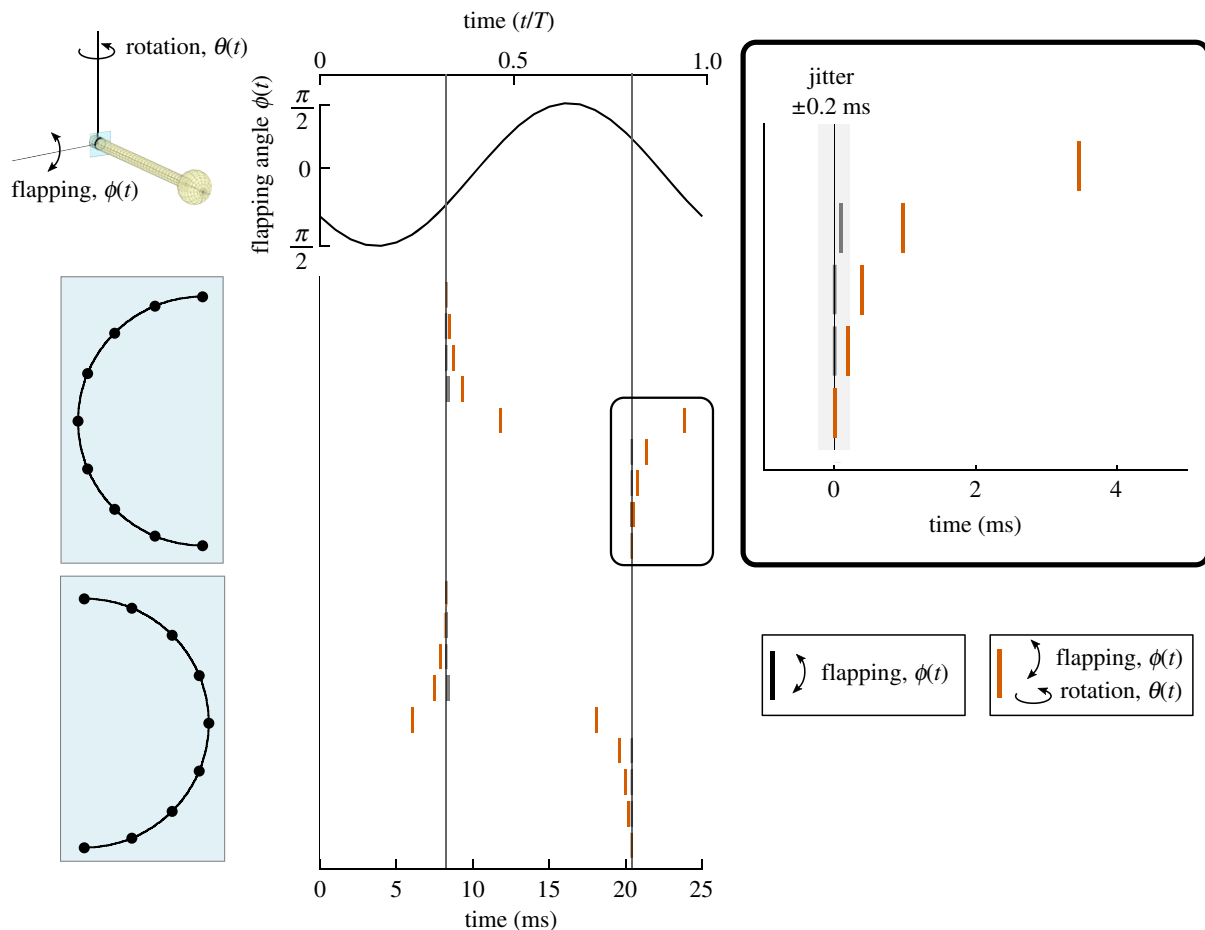 time (t/T)
0
0.5
1.0
rotation, θ(t)
flapping, ϕ(t)
flapping angle ϕ(t)
π
2
0
π
2
jitter
±0.2 ms
0
2
4
time (ms)
flapping, ϕ(t)
flapping, ϕ(t)
rotation, θ(t)
0
5
10
15
20
25
time (ms)